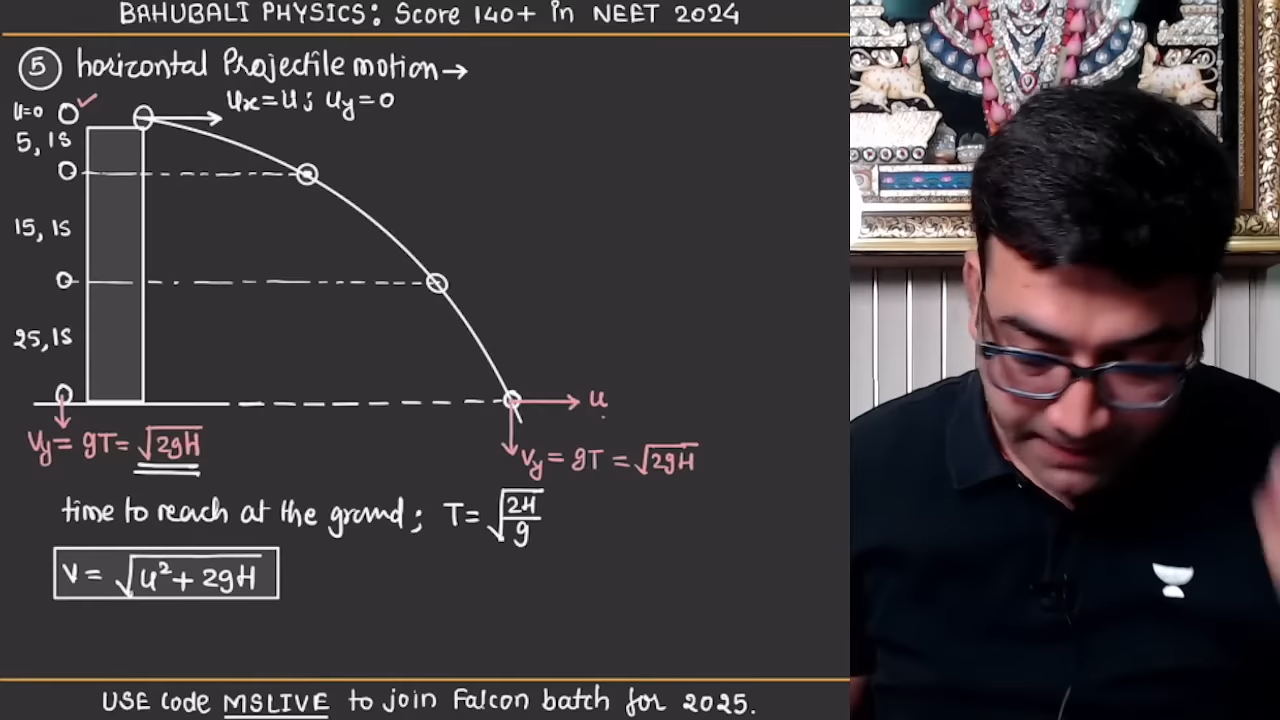 BAHUBALI PHYSICS: Score 140+ in NEET 2024
5 horizontal Projectile motion→
u=0
ux=u; uy=0
5, 1s
15, 1s
25, 1s
u
Vy= gT= √2gH
Vy= gT = √2gH
time to reach at the ground; T= √2H/g
V= √u²+ 2gH
USE Code MSLIVE to join Falcon batch for 2025.